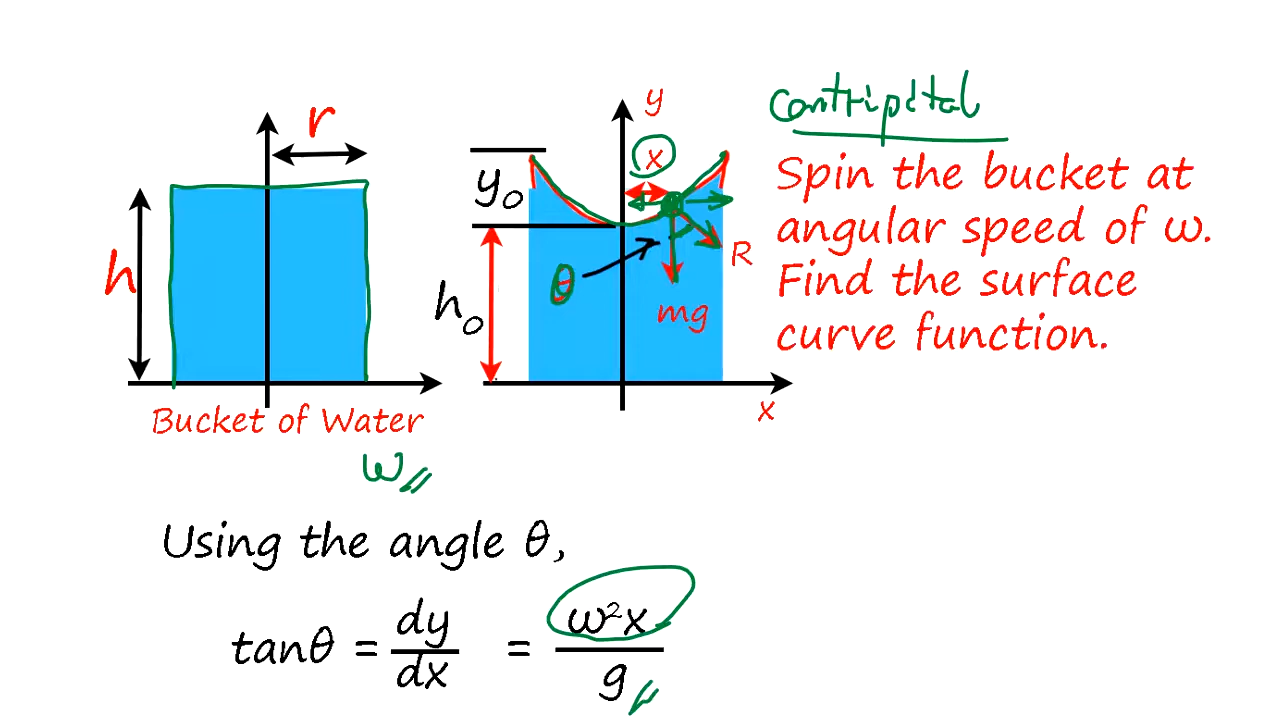 contripital
r
y
x
y₀
h
R
θ
h₀
mg
x
Spin the bucket at
angular speed of ω.
Find the surface
curve function.
Bucket of Water
ω
Using the angle θ,
tanθ = dy/dx = ω²x/g